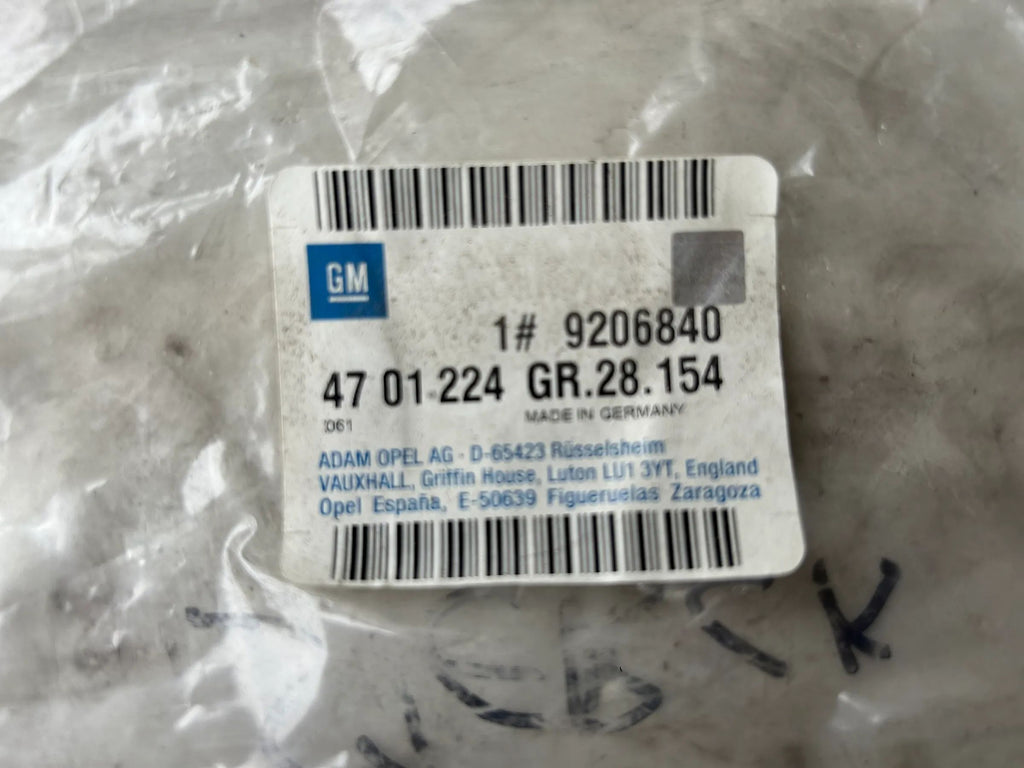 GM
1# 9206840
47 01 224 GR.28.154
061 MADE IN GERMANY
ADAM OPEL AG - D-65423 Rüsselsheim
VAUXHALL, Griffin House, Luton LU1 3YT, England
Opel España, E-50639 Figueruelas Zaragoza